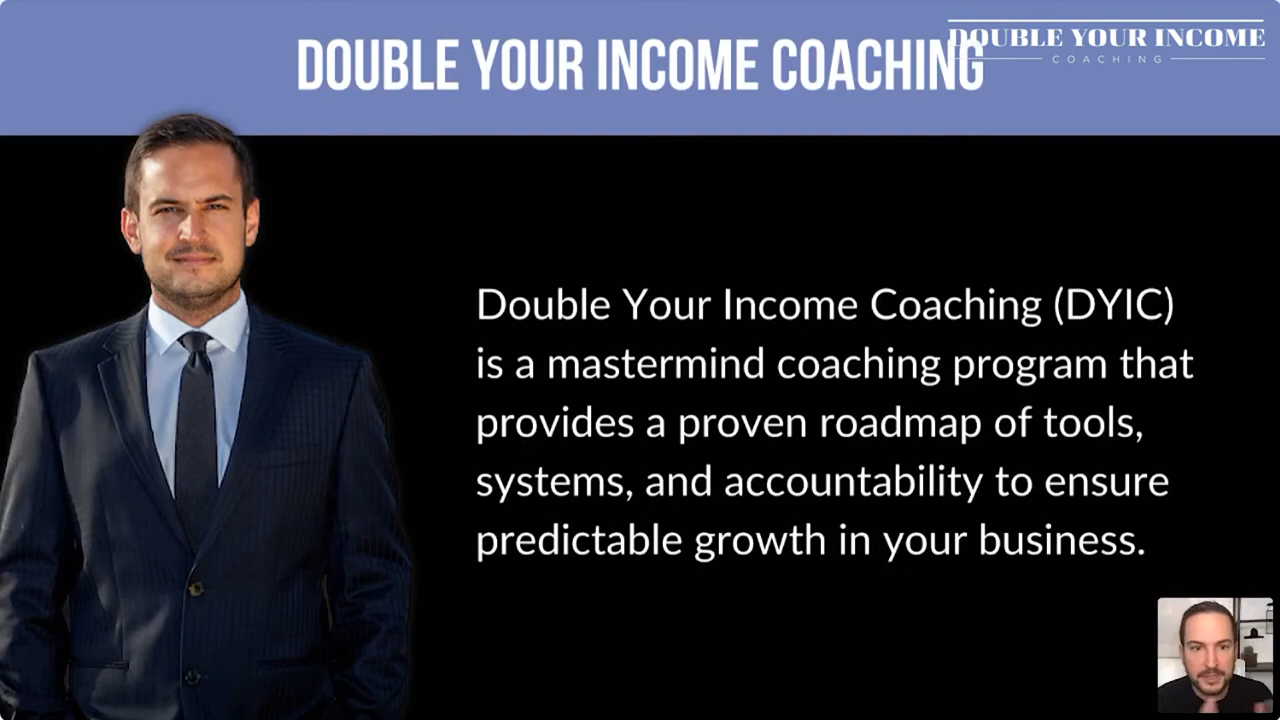 DOUBLE YOUR INCOME COACHING
DOUBLE YOUR INCOME
COACHING
Double Your Income Coaching (DYIC)
is a mastermind coaching program that
provides a proven roadmap of tools,
systems, and accountability to ensure
predictable growth in your business.